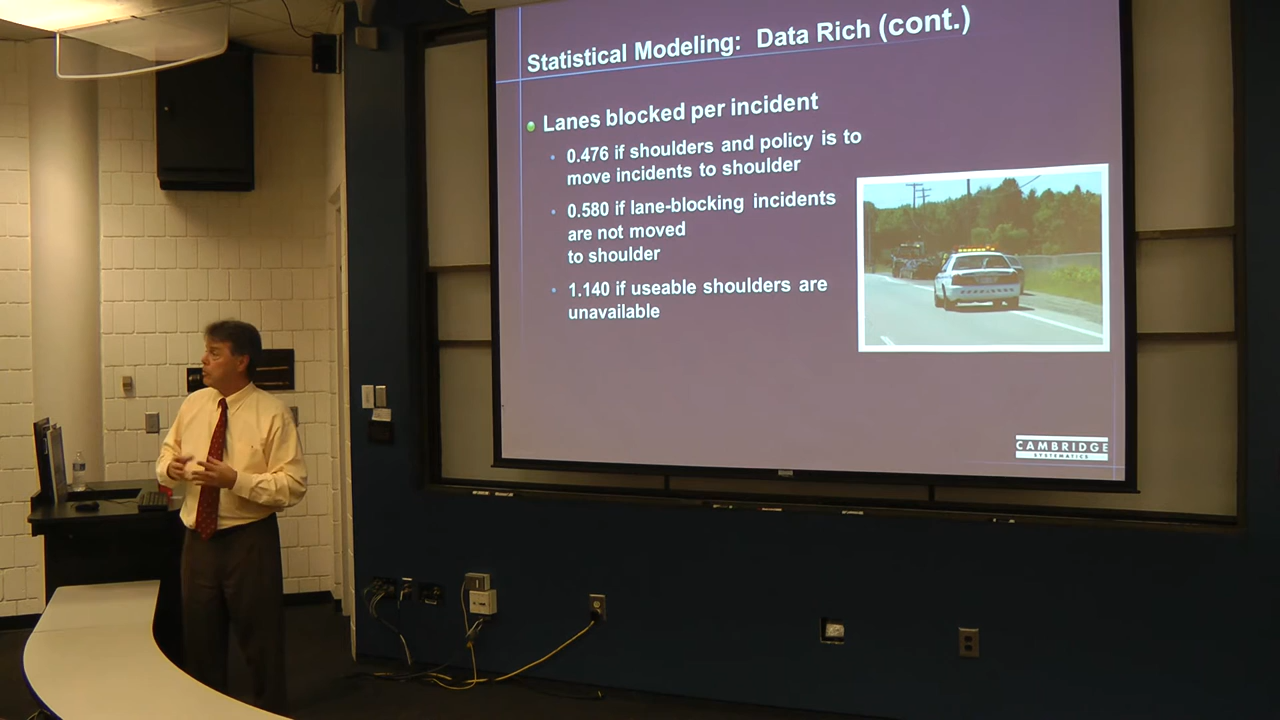 Statistical Modeling: Data Rich (cont.)
Lanes blocked per incident
0.476 if shoulders and policy is to
move incidents to shoulder
0.580 if lane-blocking incidents
are not moved
to shoulder
1.140 if useable shoulders are
unavailable
CAMBRIDGE
SYSTEMATICS